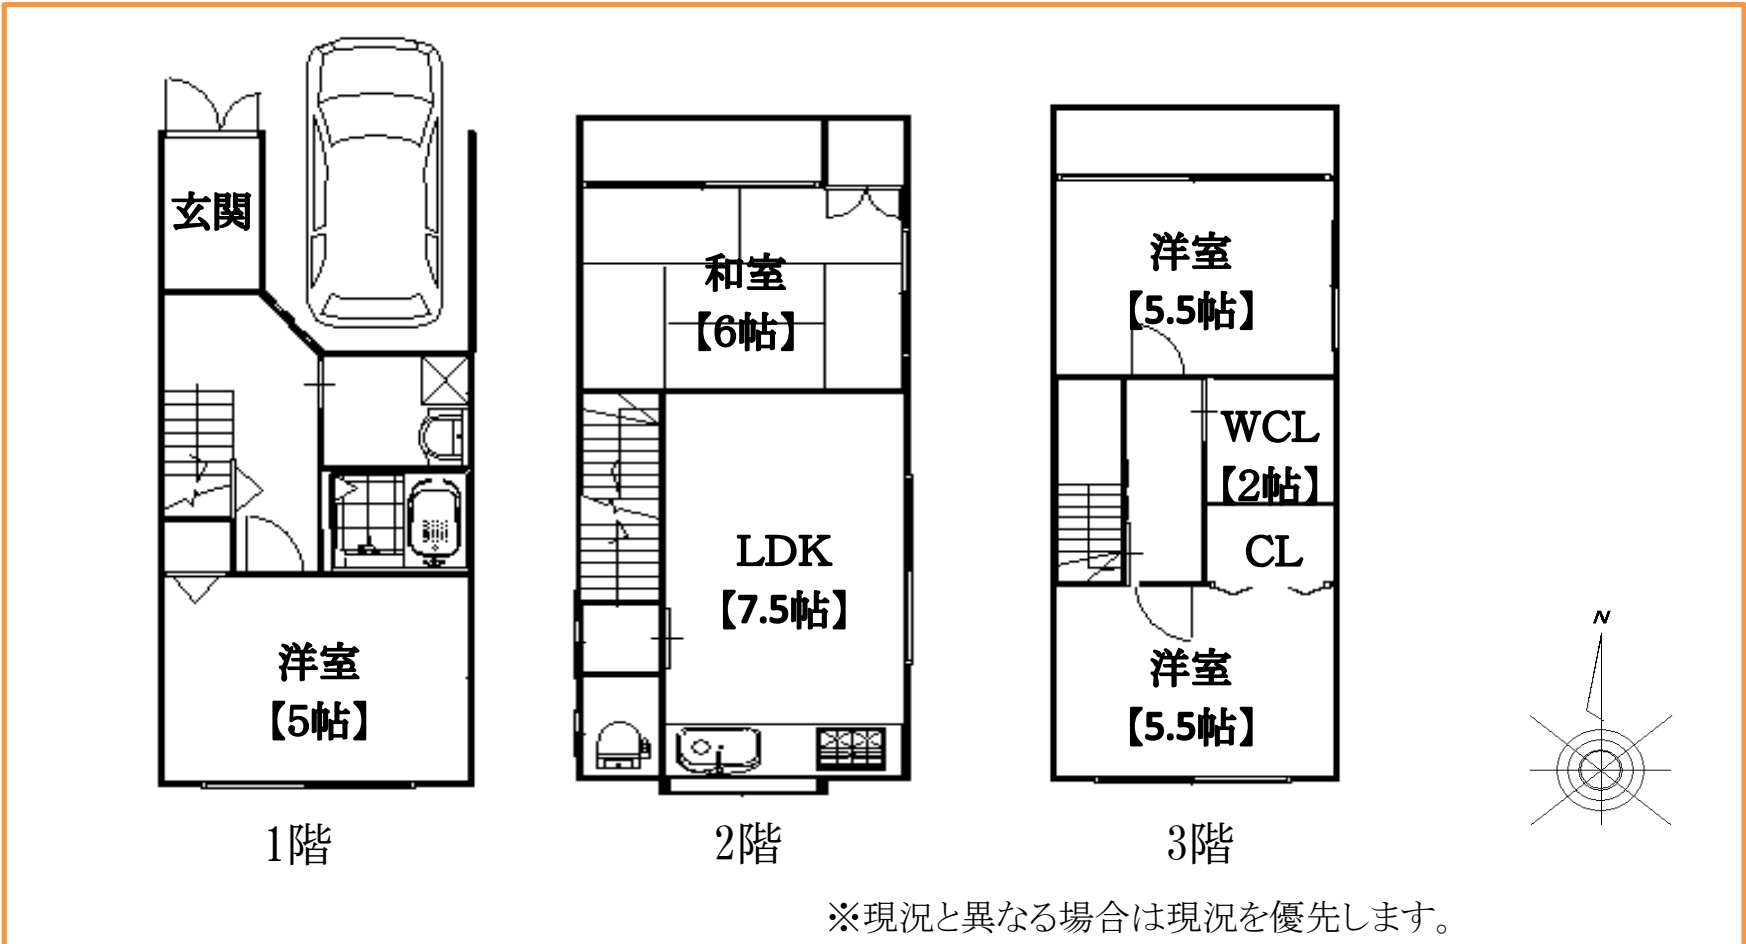 玄関
洋室
【5帖】
1階
和室
【6帖】
LDK
【7.5帖】
2階
洋室
【5.5帖】
WCL
【2帖】
CL
洋室
【5.5帖】
3階
N
※現況と異なる場合は現況を優先します。